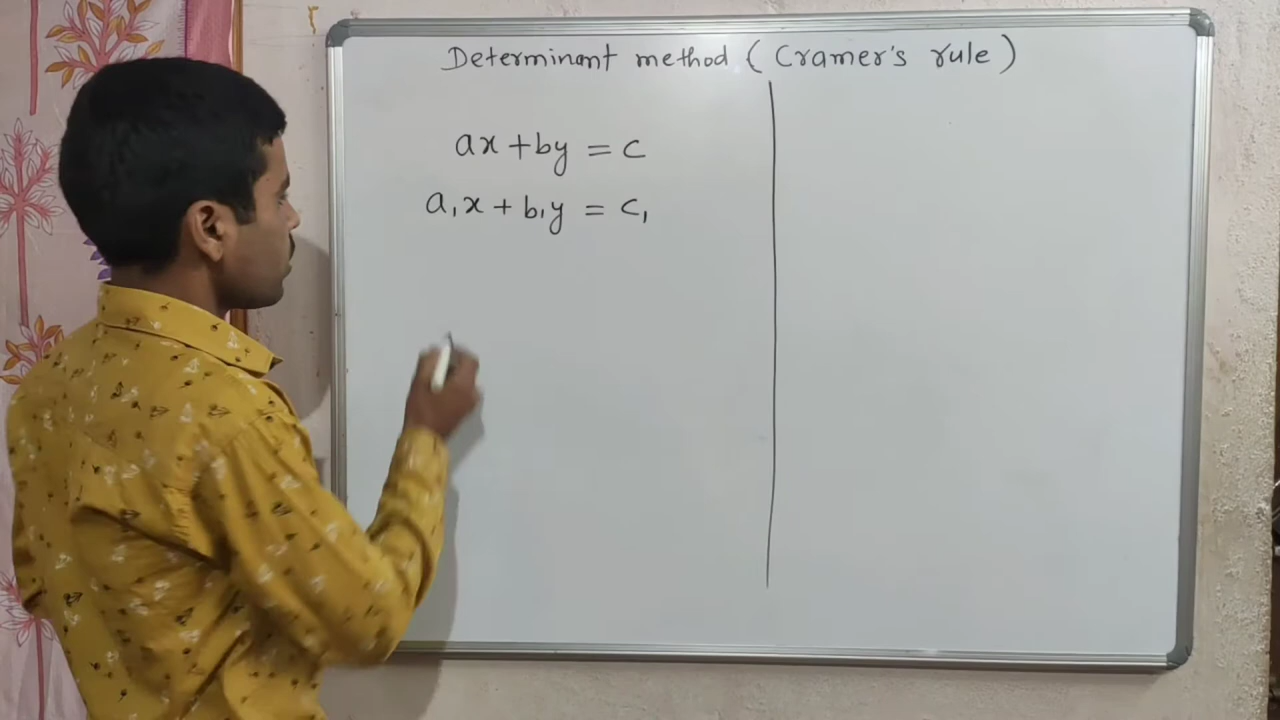 Determinant method ( Cramer's rule )
ax + by = c
a₁x + b₁y = c₁